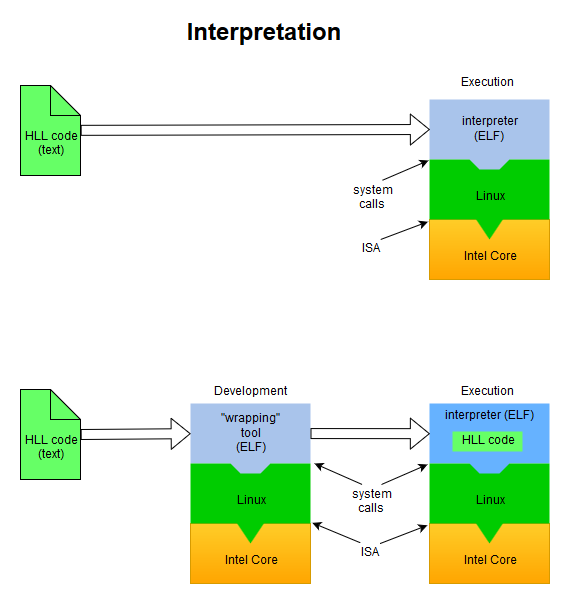 Interpretation
Execution
HLL code
(text)
interpreter
(ELF)
system
calls
Linux
ISA
Intel Core
Development
Execution
HLL code
(text)
"wrapping"
tool
(ELF)
interpreter (ELF)
HLL code
Linux
system
calls
Linux
ISA
Intel Core
Intel Core